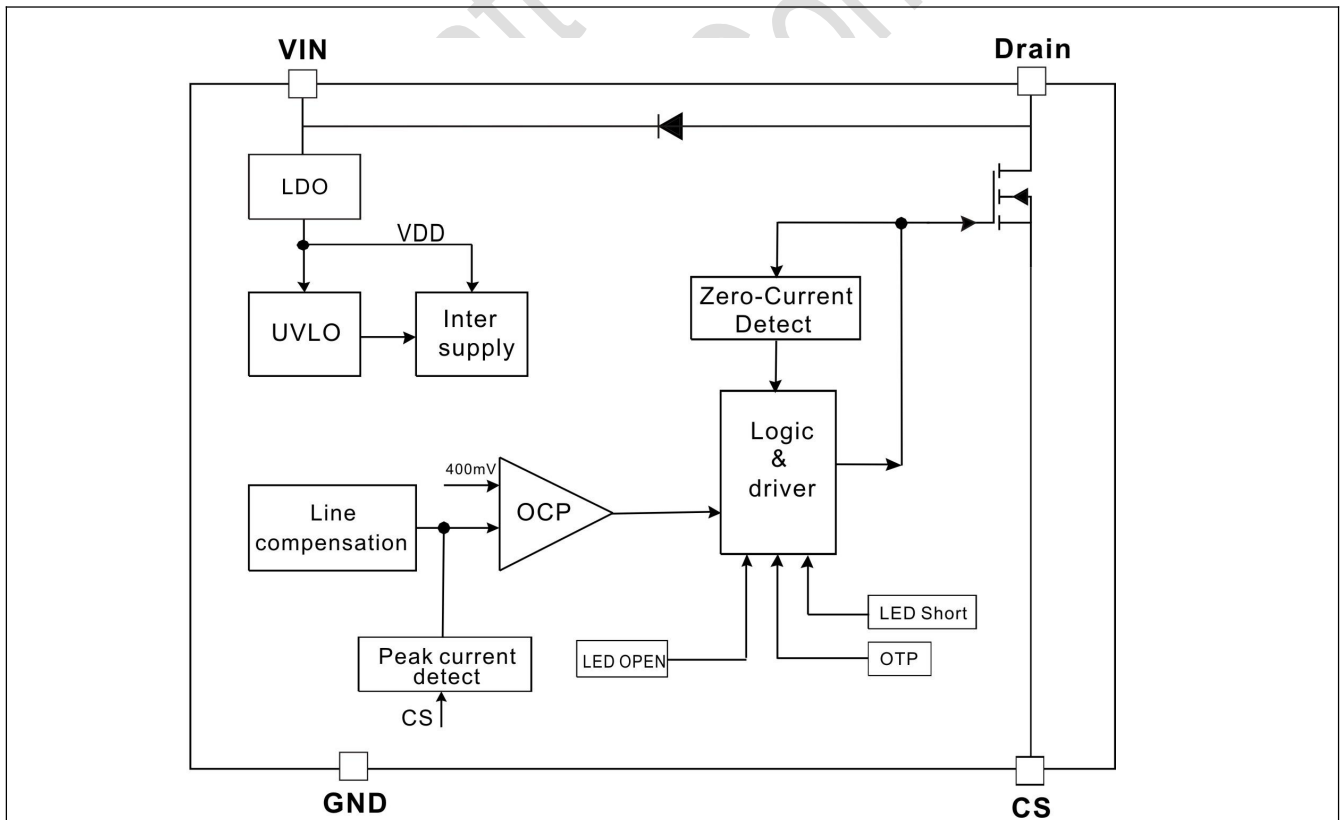 VIN
Drain
LDO
VDD
UVLO
Inter
supply
Zero-Current
Detect
Logic
&
driver
400mV
OCP
Line
compensation
Peak current
detect
CS
LED OPEN
LED Short
OTP
GND
CS